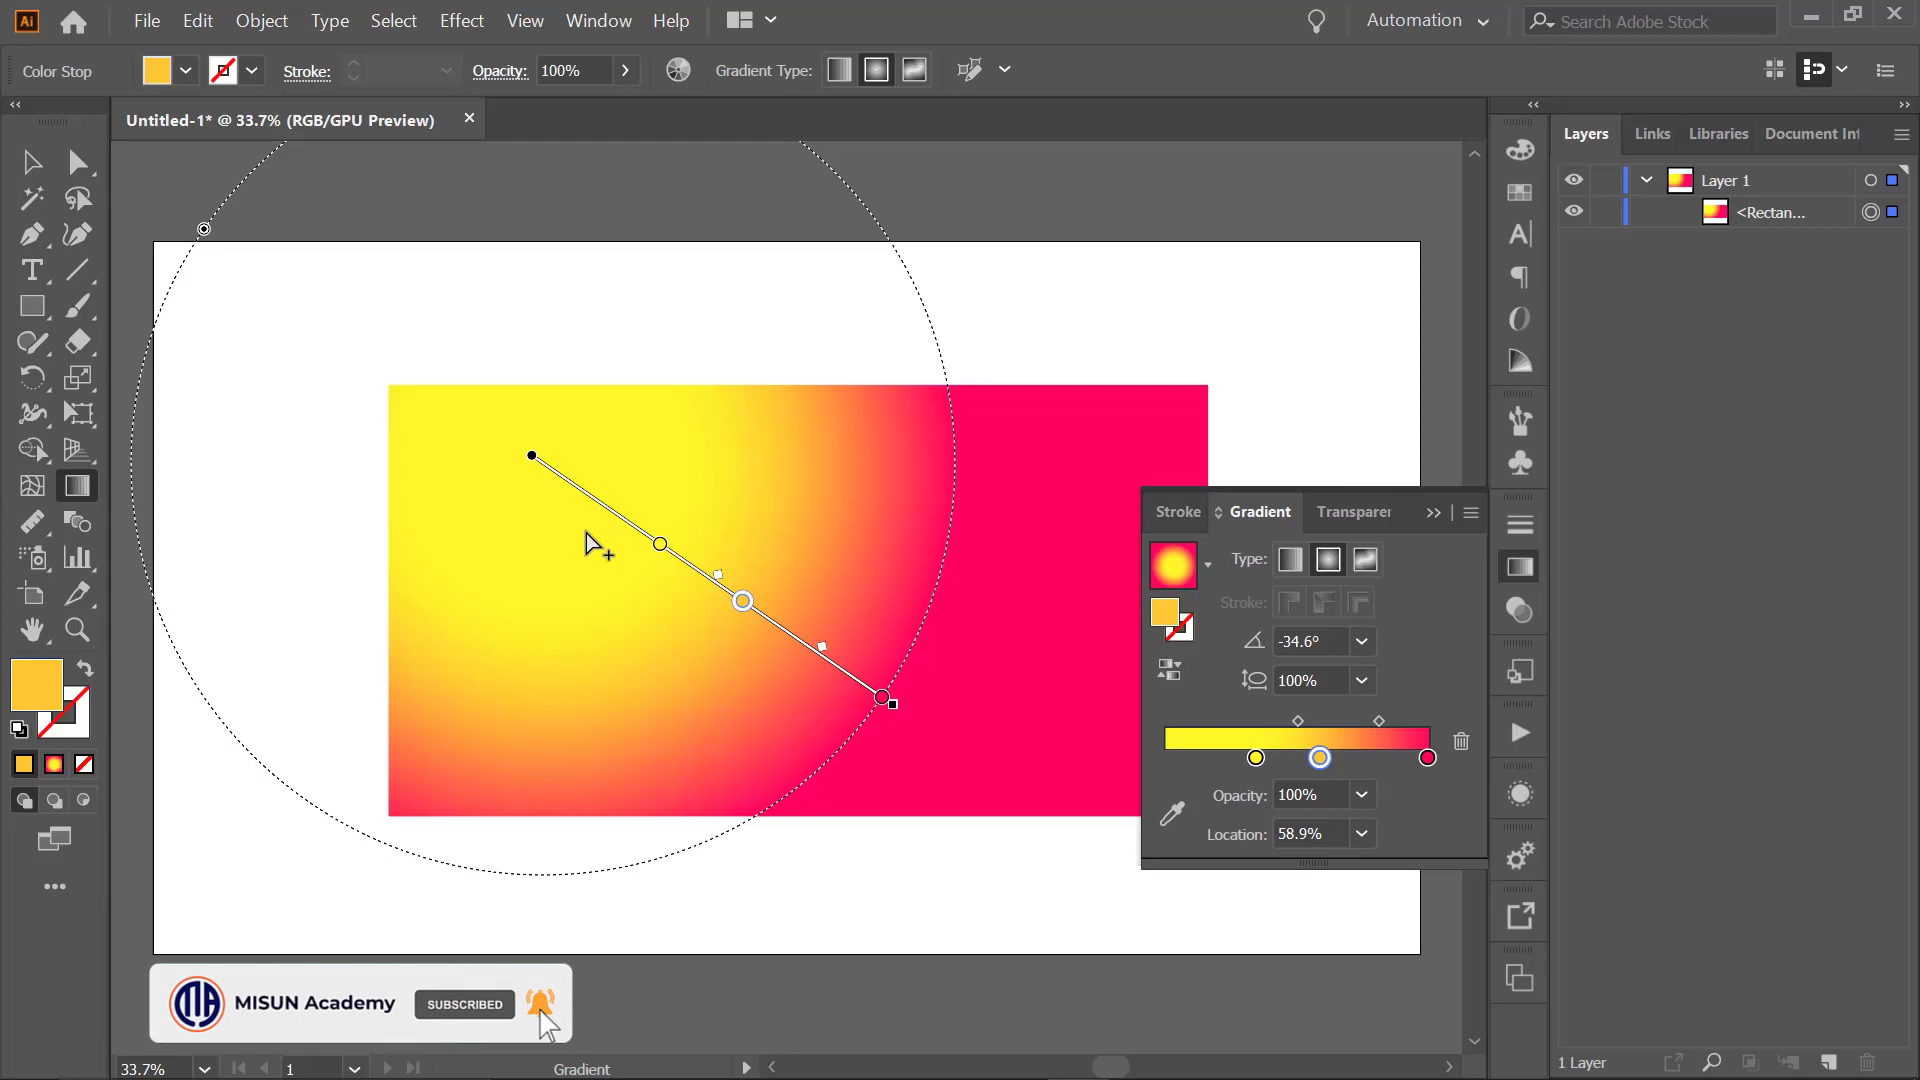 Ai
File Edit Object Type Select Effect View Window Help
Automation
Search Adobe Stock
Color Stop
Stroke:
Opacity:
100%
Gradient Type:
Untitled-1* @ 33.7% (RGB/GPU Preview)
Layers
Links
Libraries
Document Inf
Layer 1
<Rectan...
Stroke
Gradient
Transparer
Type:
Stroke:
-34.6°
100%
Opacity:
100%
Location:
58.9%
MA
MISUN Academy
SUBSCRIBED
33.7%
1
Gradient
1 Layer